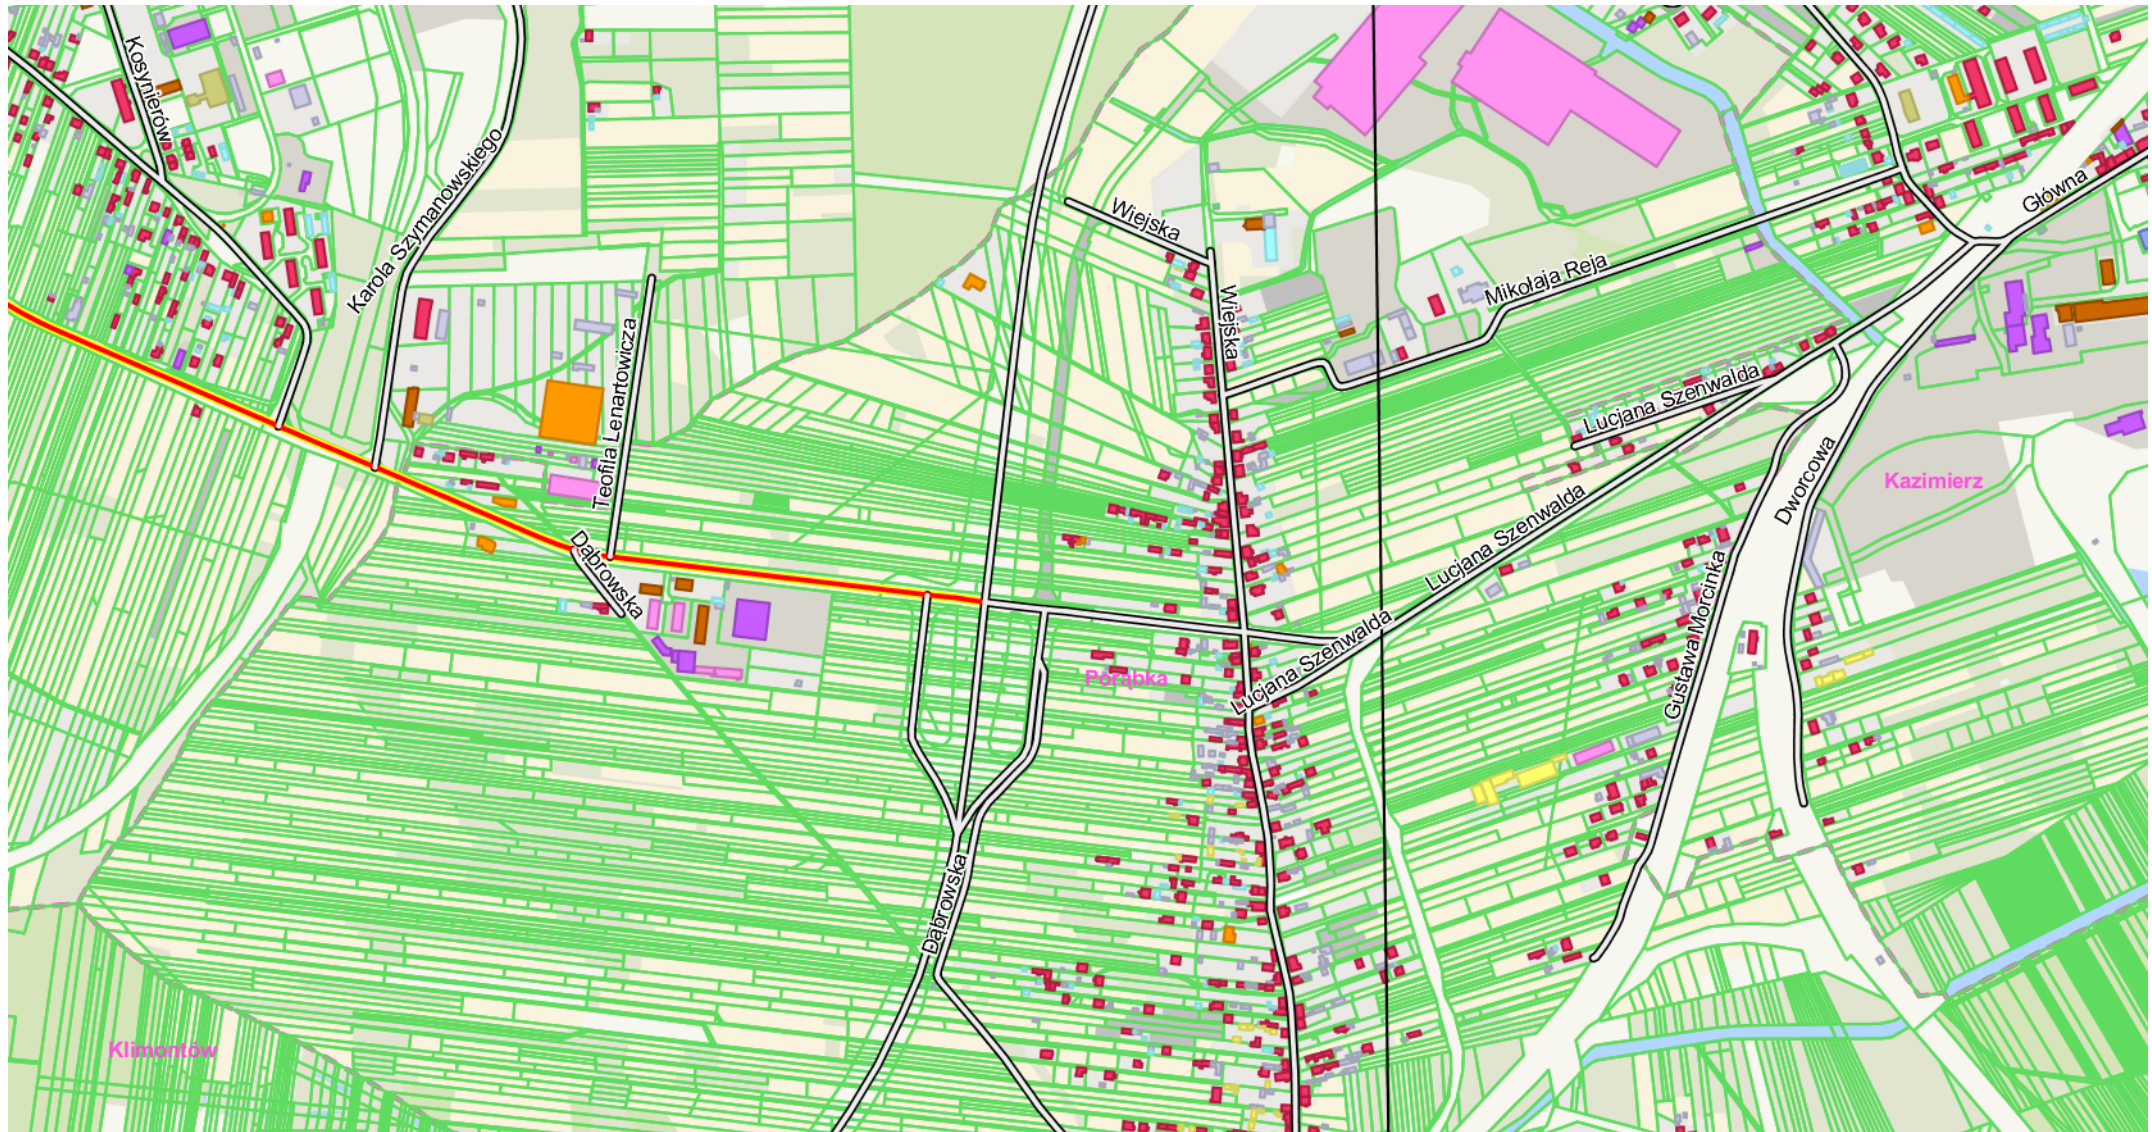 Kosynierów
Karola Szymanowskiego
Wiejska
Główna
Mikołaja Reja
Wiejska
Teofila Lenartowicza
Lucjana Szenwalda
Dworcowa
Kazimierz
Lucjana Szenwalda
Dąbrowska
Gustawa Morcinka
Lucjana Szenwalda
Porąbka
Dąbrowska
Klimontów